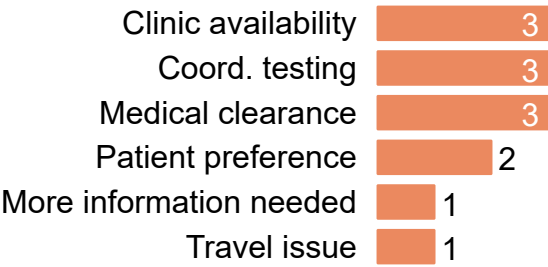 Clinic availability 3
Coord. testing 3
Medical clearance 3
Patient preference 2
More information needed 1
Travel issue 1